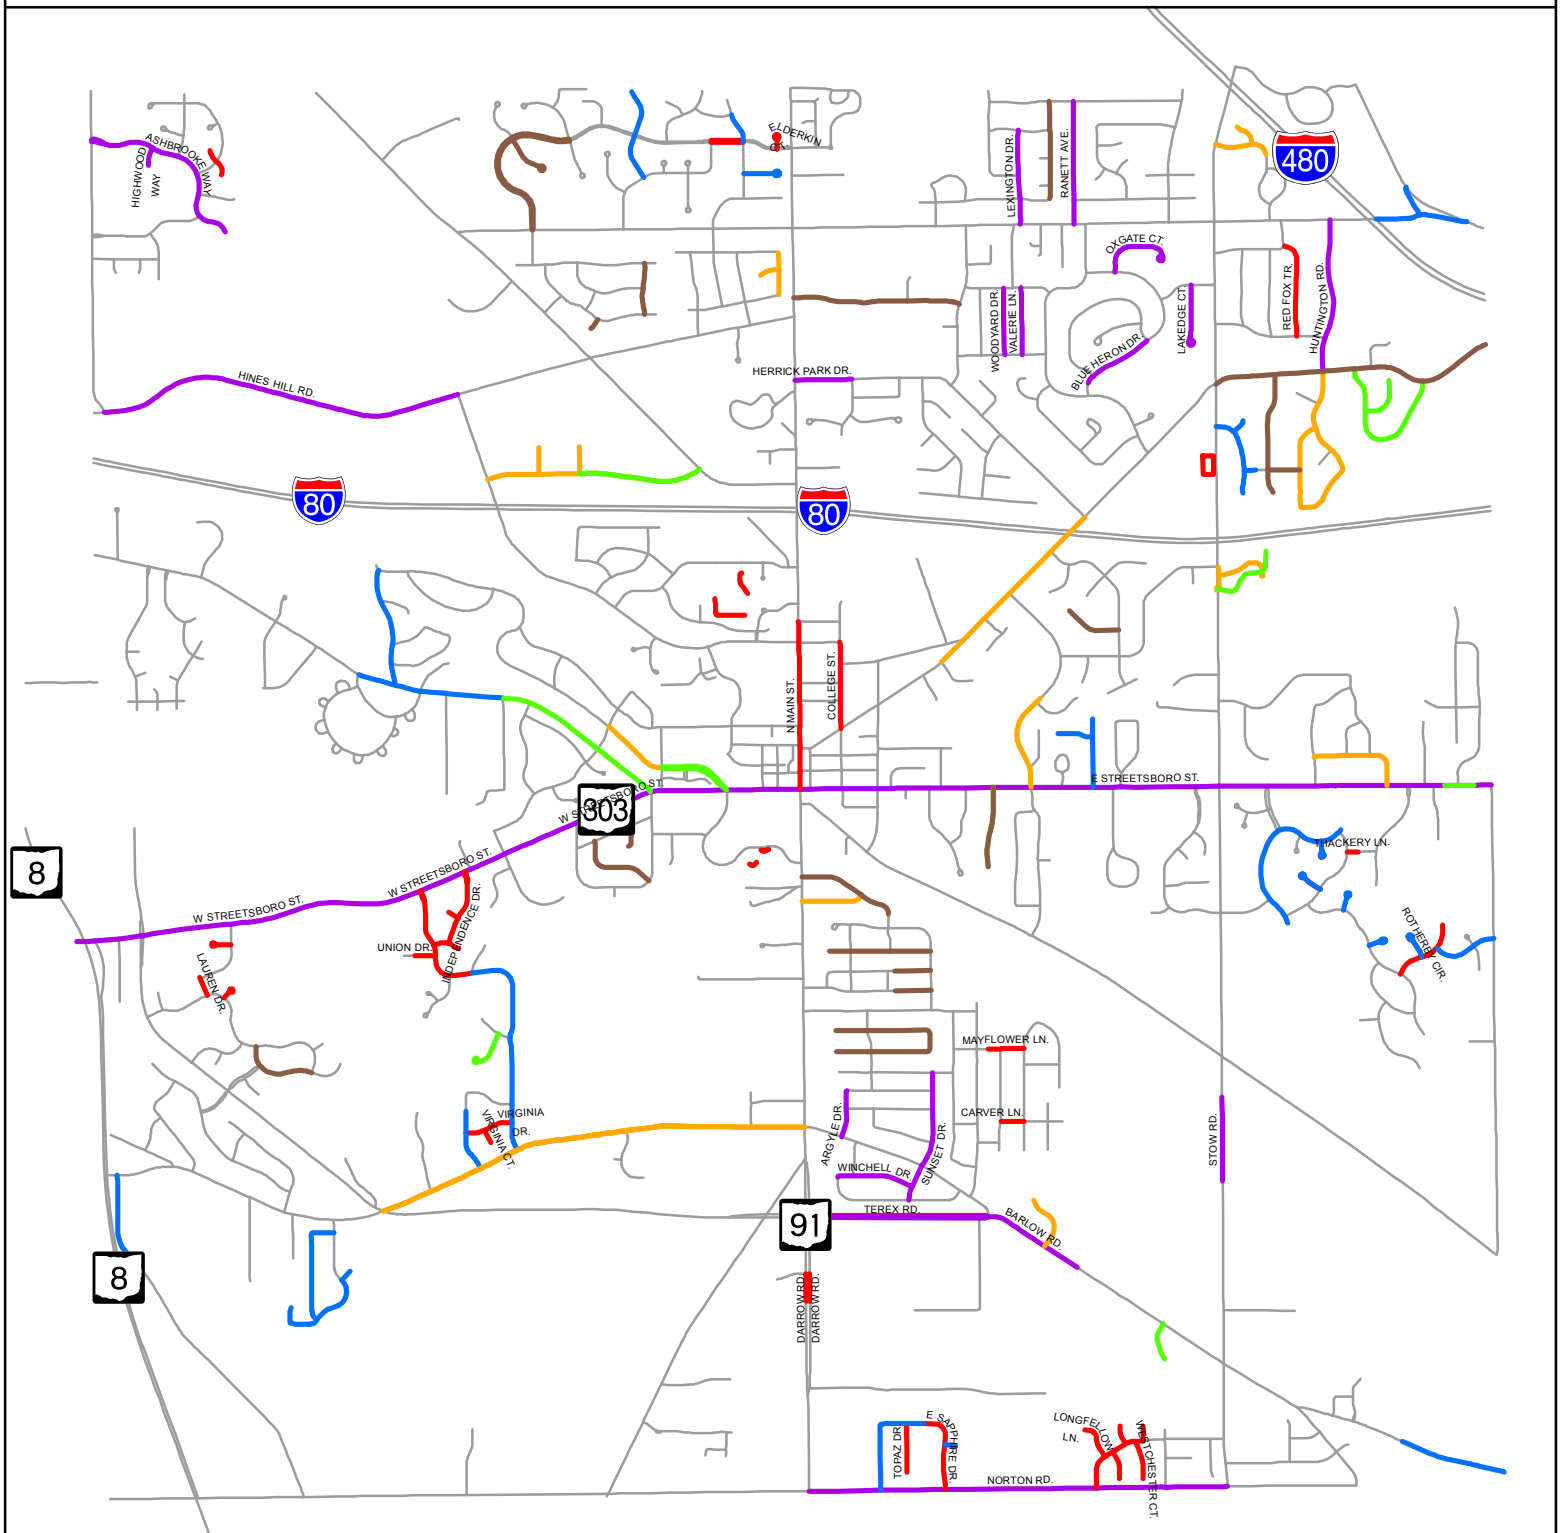 ELDERKIN
CT.
ASHBROOKE WAY
HIGHWOOD
WAY
480
LEXINGTON DR.
RANETT AVE.
OXGATE CT.
RED FOX TR.
HUNTINGTON RD.
WOODYARD DR.
VALERIE LN.
LAKEDGE CT.
BLUE HERON DR.
HERRICK PARK DR.
HINES HILL RD.
80
80
N MAIN ST.
COLLEGE ST.
E STREETSBORO ST.
W STREETSBORO ST.
303
THACKERY LN.
8
W STREETSBORO ST.
W STREETSBORO ST.
INDEPENDENCE DR.
UNION DR.
LAUREN DR.
ROTHERBY CIR.
MAYFLOWER LN.
CARVER LN.
VIRGINIA
DR.
VIRGINIA CT.
ARGYLE DR.
SUNSET DR.
WINCHELL DR.
STOW RD.
TEREX RD.
91
BARLOW RD.
8
DARROW RD.
DARROW RD.
E SAPPHIRE DR.
TOPAZ DR.
LONGFELLOW
LN.
WESTCHESTER CT.
NORTON RD.